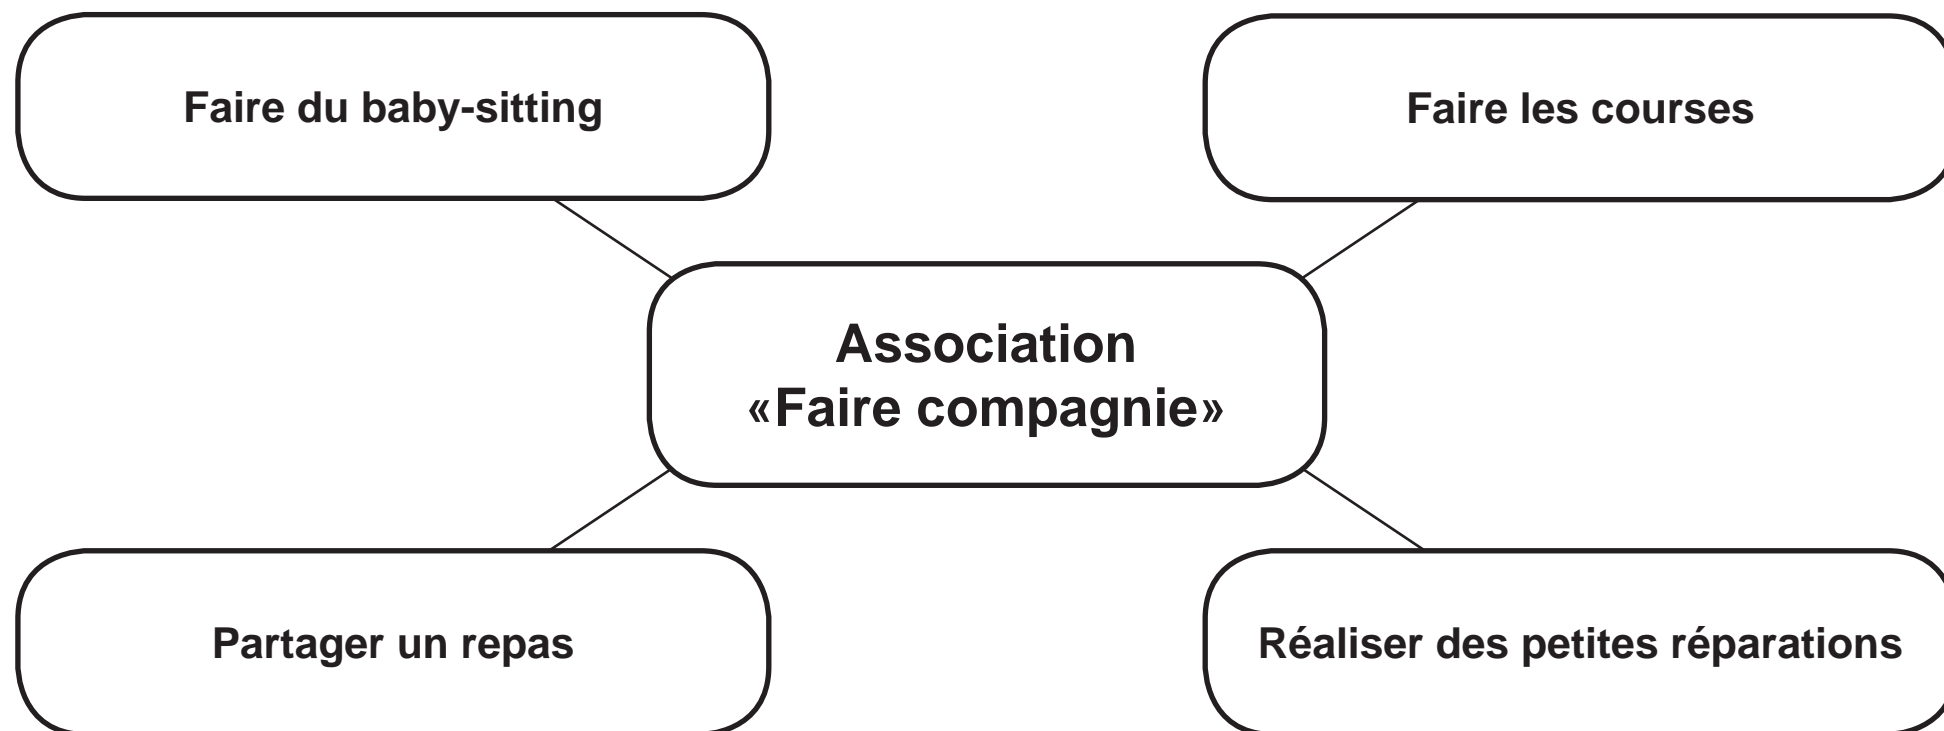 Faire du baby-sitting
Faire les courses
Association
«Faire compagnie»
Partager un repas
Réaliser des petites réparations